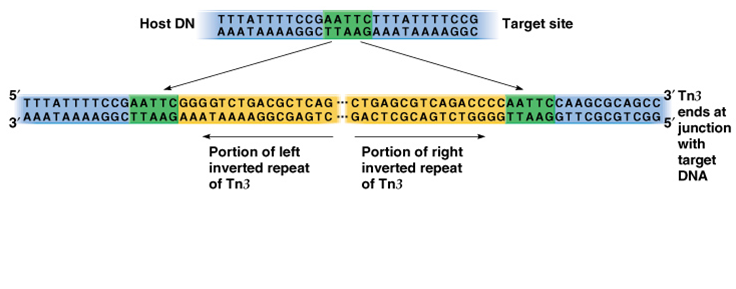 Host DN
TTTATTTTCCGAATTCTTTATTTTCCG
AAATAAAAGGCTTAAGAAATAAAAGGC
Target site
5′ TTTATTTTCCGAATTCGGGGTCTGACGCTCAG ··· CTGAGCGTCAGACCCCAATTCCAAGCGCAGCC 3′
3′ AAATAAAAGGCTTAAGAAATAAAAGGCGAGTC ··· GACTCGCAGTCTGGGGTTAAGGTTCGCGTCGG 5′
Tn3
ends at
junction
with
target
DNA
Portion of left
inverted repeat
of Tn3
Portion of right
inverted repeat
of Tn3